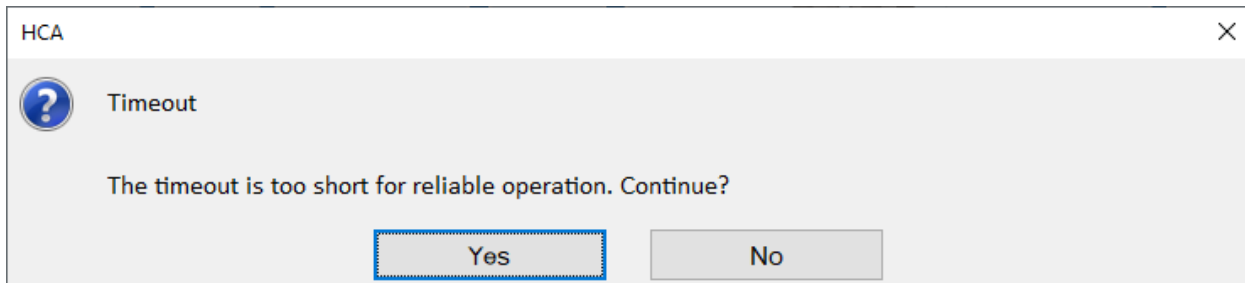 HCA
Timeout
The timeout is too short for reliable operation. Continue?
Yes No